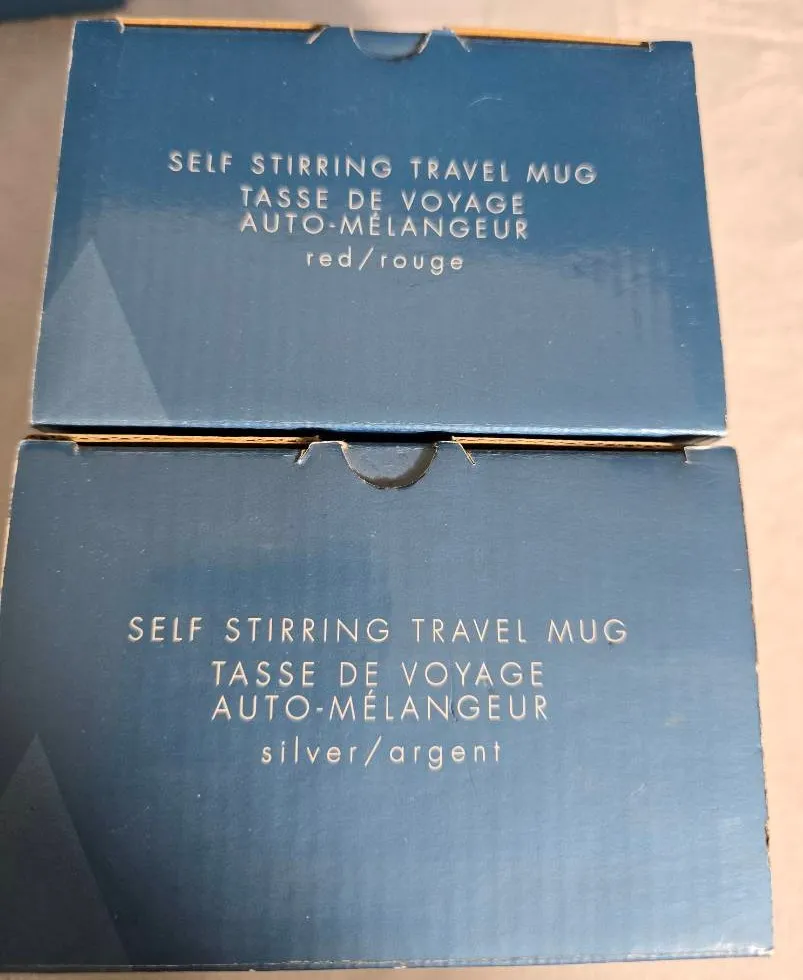 SELF STIRRING TRAVEL MUG
TASSE DE VOYAGE
AUTO-MÉLANGEUR
red/rouge
SELF STIRRING TRAVEL MUG
TASSE DE VOYAGE
AUTO-MÉLANGEUR
silver/argent